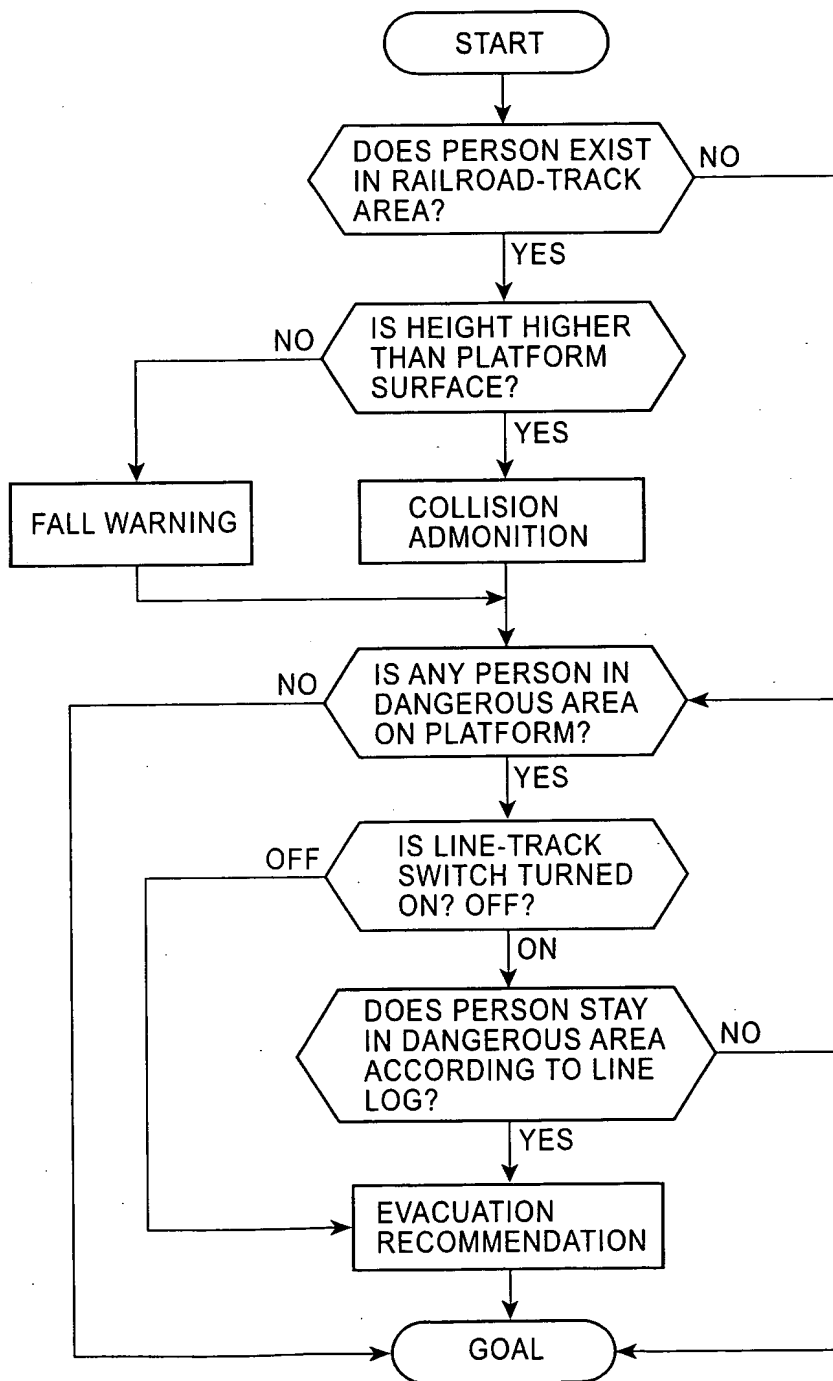 START
DOES PERSON EXIST
IN RAILROAD-TRACK
AREA?
NO
YES
IS HEIGHT HIGHER
THAN PLATFORM
SURFACE?
NO
YES
FALL WARNING
COLLISION
ADMONITION
IS ANY PERSON IN
DANGEROUS AREA
ON PLATFORM?
NO
YES
IS LINE-TRACK
SWITCH TURNED
ON? OFF?
OFF
ON
DOES PERSON STAY
IN DANGEROUS AREA
ACCORDING TO LINE
LOG?
NO
YES
EVACUATION
RECOMMENDATION
GOAL